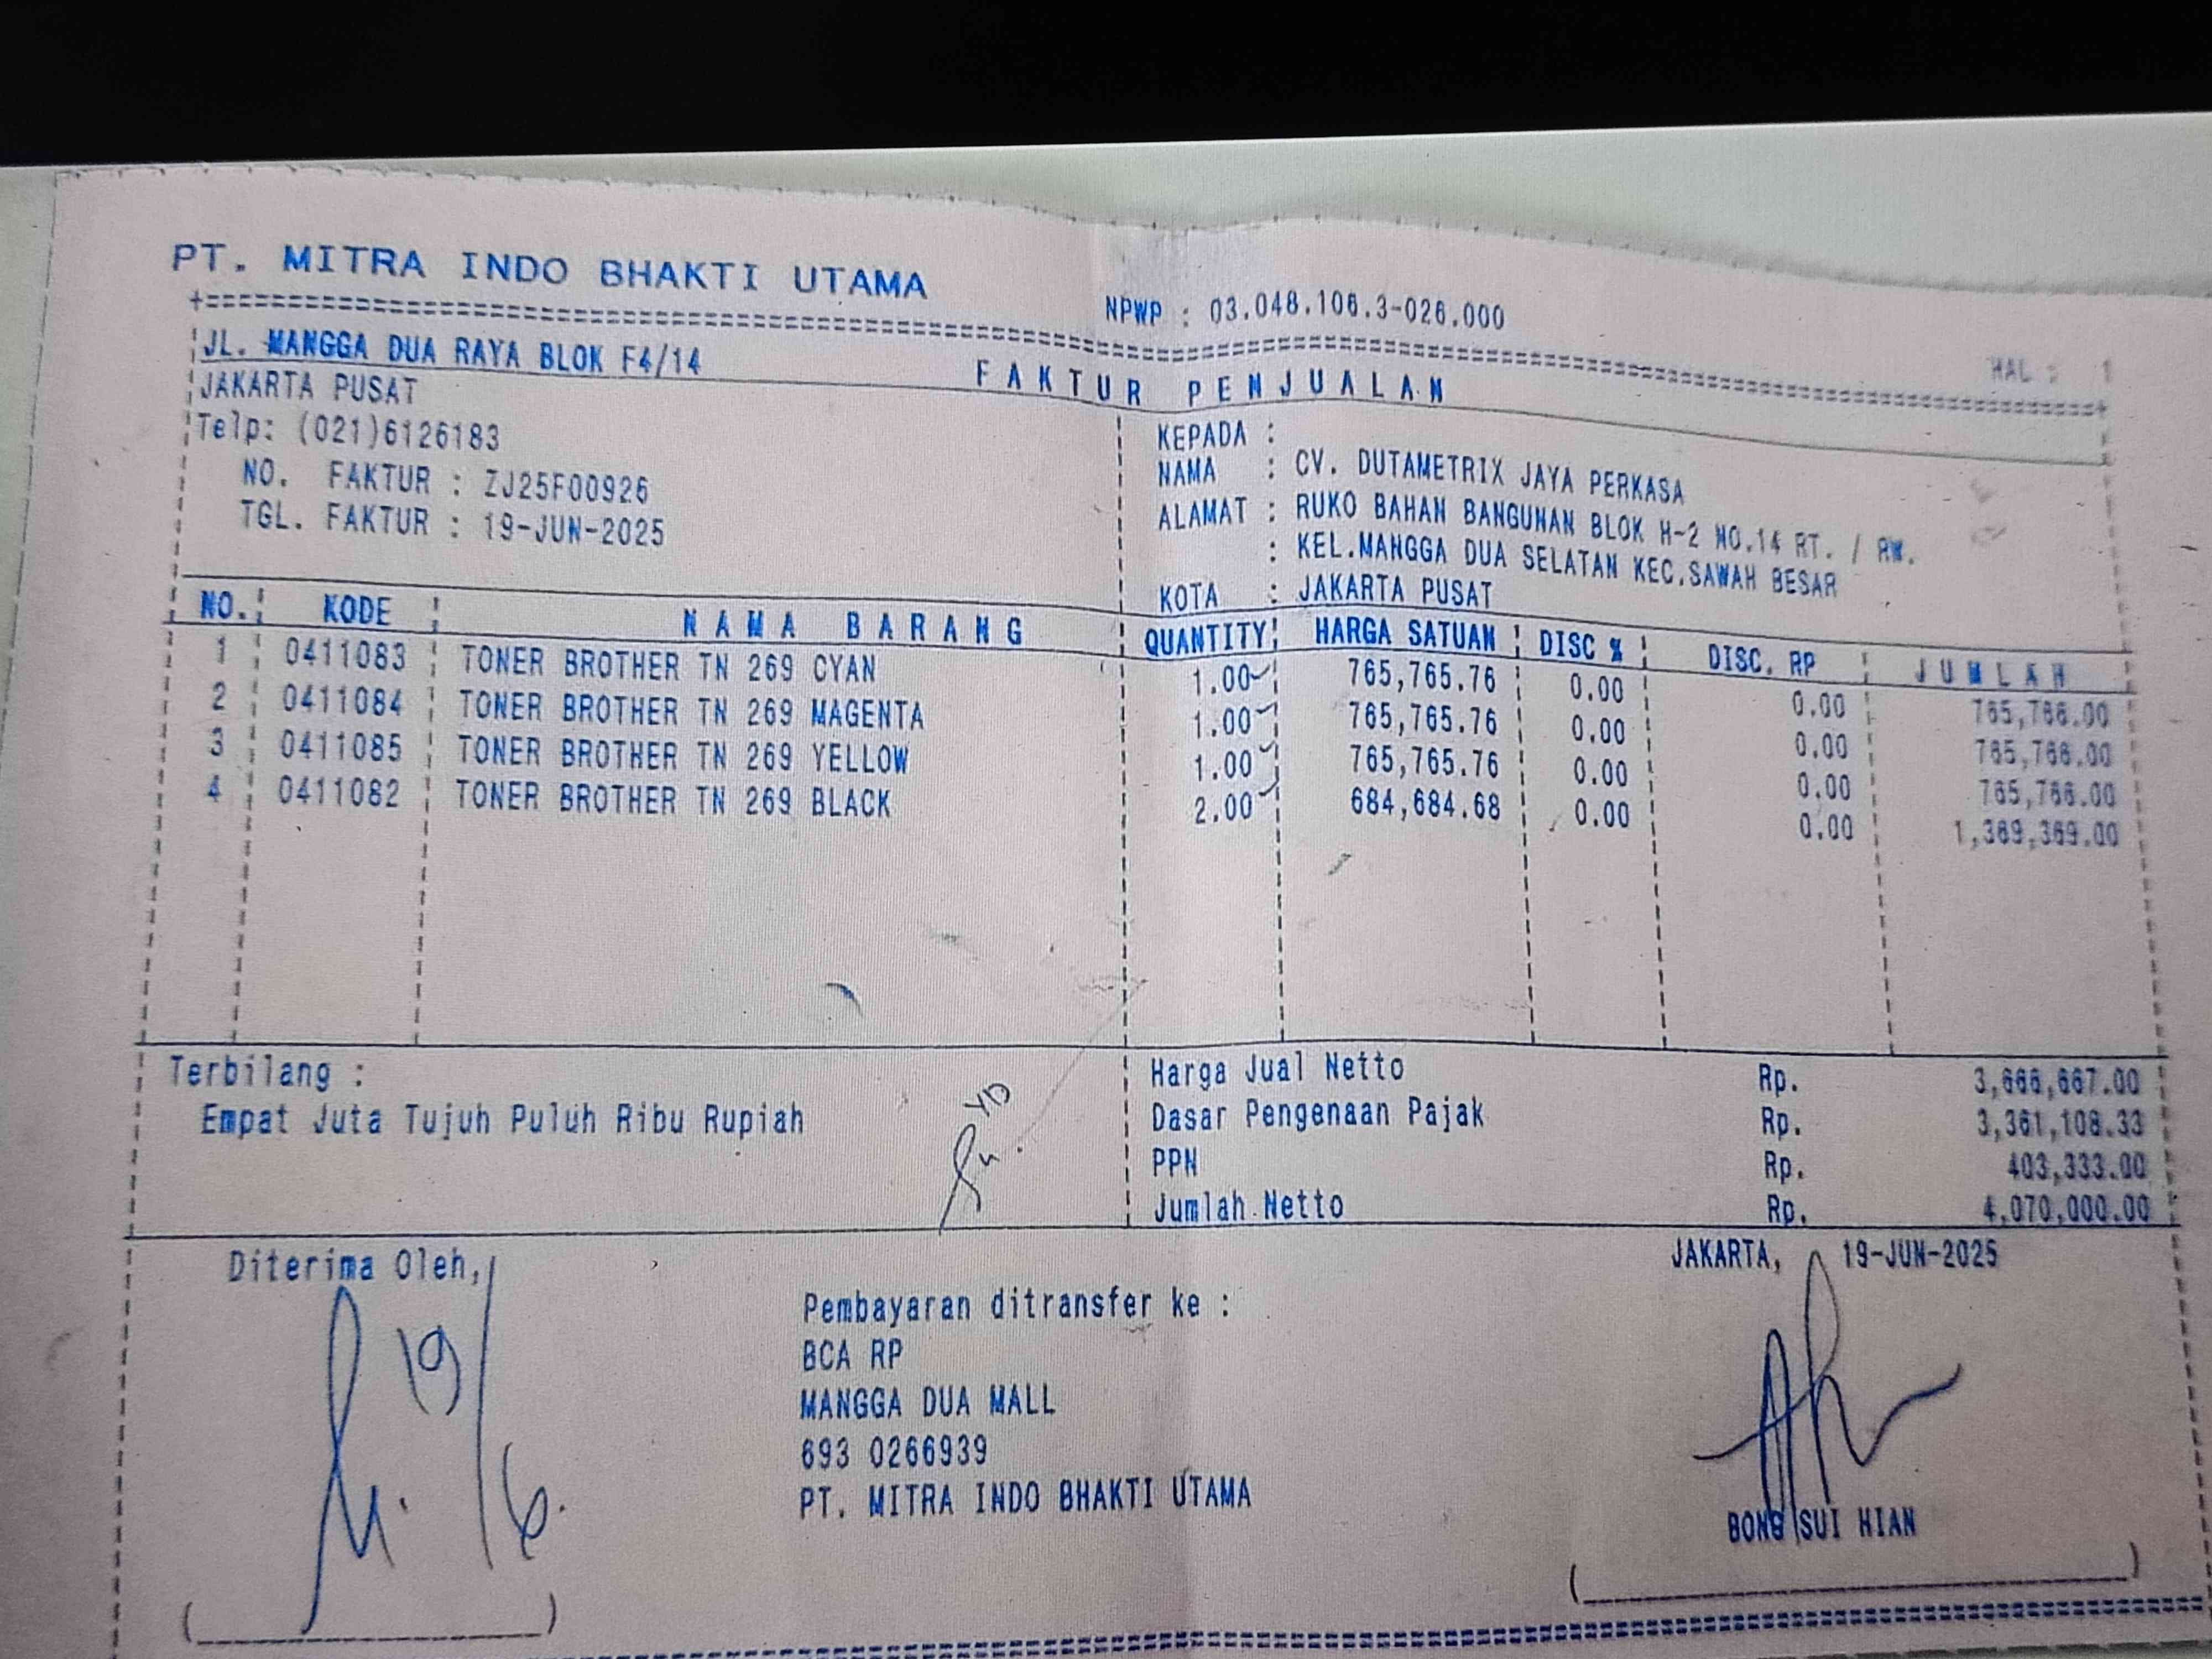 PT. MITRA INDO BHAKTI UTAMA
NPWP : 03.048.106.3-026.000
HAL : 1
JL. MANGGA DUA RAYA BLOK F4/14
JAKARTA PUSAT
Telp: (021)6126183
FAKTUR PENJUALAN
NO. FAKTUR : ZJ25F00926
TGL. FAKTUR : 19-JUN-2025
KEPADA :
NAMA : CV. DUTAMETRIX JAYA PERKASA
ALAMAT : RUKO BAHAN BANGUNAN BLOK H-2 NO.14 RT. / RW.
: KEL.MANGGA DUA SELATAN KEC.SAWAH BESAR
KOTA : JAKARTA PUSAT
NO. KODE NAMA BARANG QUANTITY HARGA SATUAN DISC % DISC. RP JUMLAH
1 0411083 TONER BROTHER TN 269 CYAN 1.00 765,765.76 0.00 0.00 765,766.00
2 0411084 TONER BROTHER TN 269 MAGENTA 1.00 765,765.76 0.00 0.00 765,766.00
3 0411085 TONER BROTHER TN 269 YELLOW 1.00 765,765.76 0.00 0.00 765,766.00
4 0411082 TONER BROTHER TN 269 BLACK 2.00 684,684.68 0.00 0.00 1,369,369.00
Terbilang :
Empat Juta Tujuh Puluh Ribu Rupiah
Harga Jual Netto Rp. 3,666,667.00
Dasar Pengenaan Pajak Rp. 3,361,108.33
PPN Rp. 403,333.00
Jumlah Netto Rp. 4,070,000.00
Diterima Oleh,
19/6.
Pembayaran ditransfer ke :
BCA RP
MANGGA DUA MALL
693 0266939
PT. MITRA INDO BHAKTI UTAMA
JAKARTA, 19-JUN-2025
BONG SUI HIAN